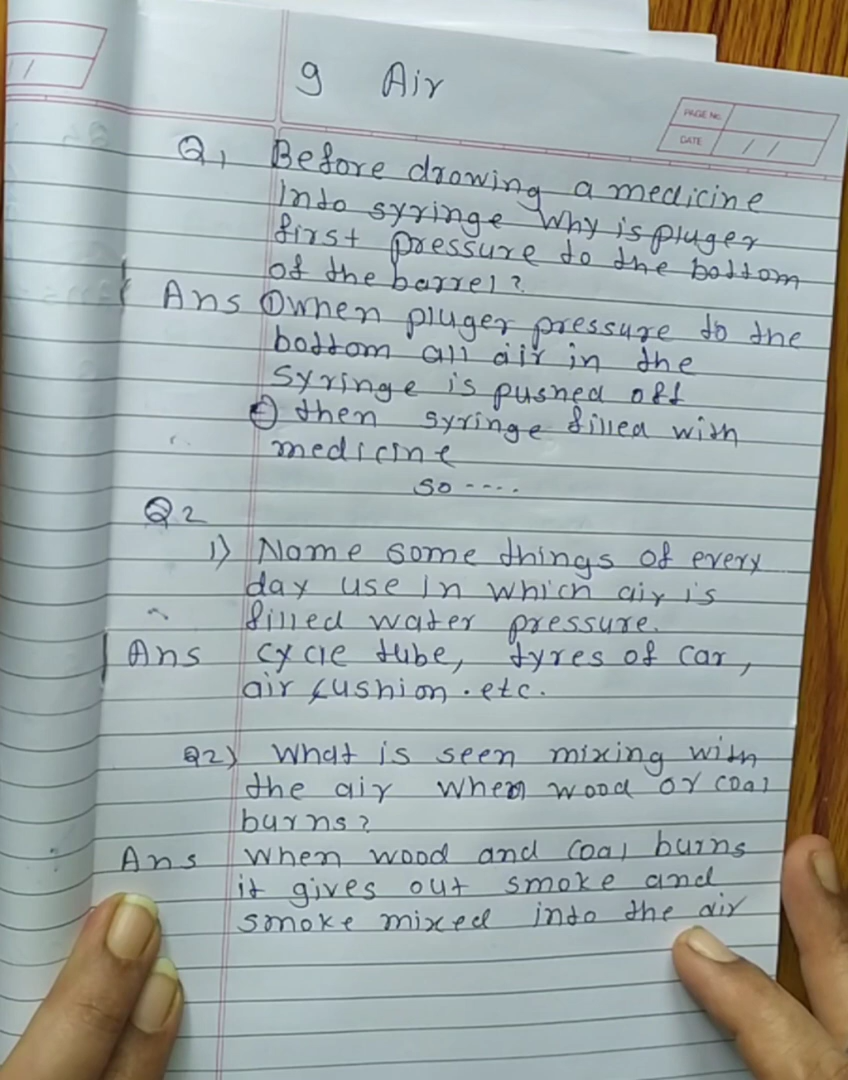 9 Air
PAGE No.
DATE / /
/ /
Q1 Before drowing a medicine
into syringe Why is pluger
first pressure to the bottom
of the barrel?
Ans ① when pluger pressure to the
bottom all air in the
syringe is pushed off
② then syringe filled with
medicine
so ----.
Q2
1) Name some things of every
day use in which air is
filled water pressure.
Ans cycle tube, tyres of car,
air cushion . etc.
Q2) What is seen mixing with
the air when wood or coal
burns?
Ans When wood and coal burns
it gives out smoke and
smoke mixed into the air